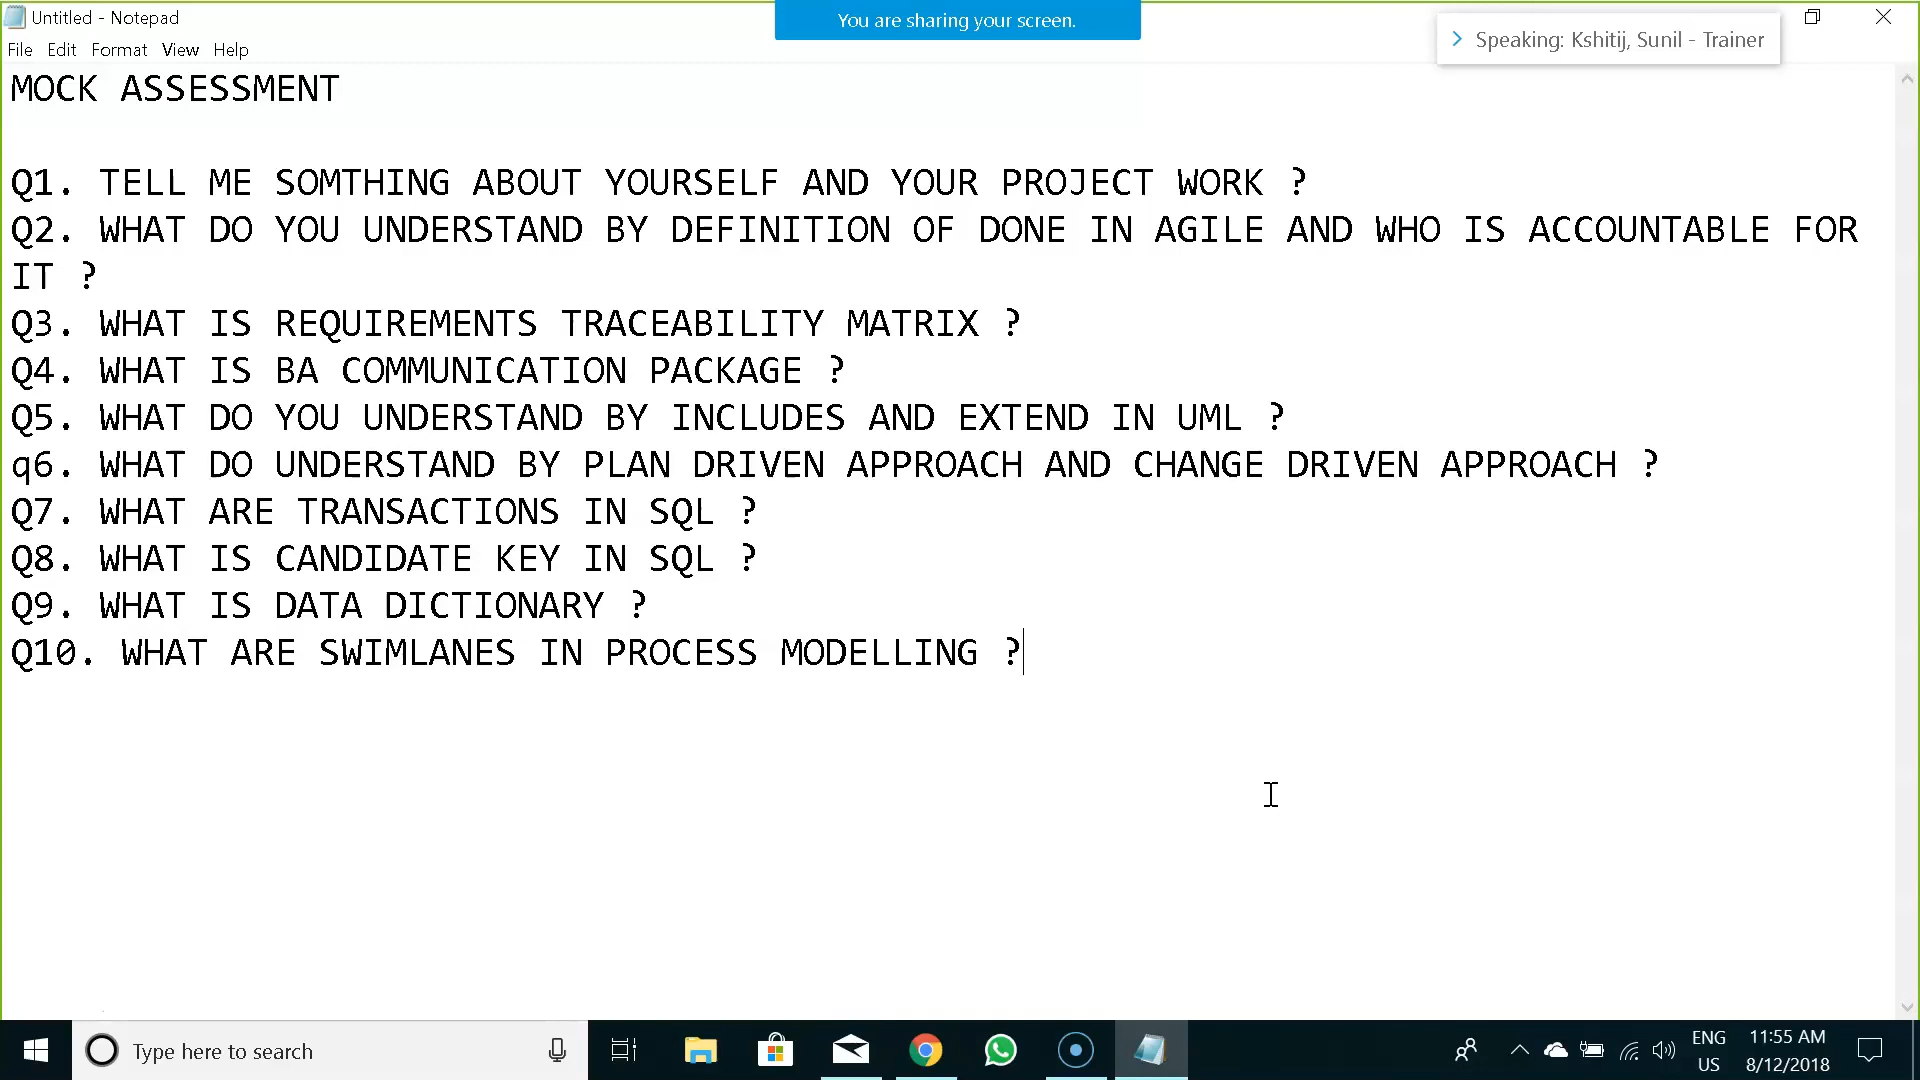 Untitled - Notepad
You are sharing your screen.
Speaking: Kshitij, Sunil - Trainer
File Edit Format View Help
MOCK ASSESSMENT
Q1. TELL ME SOMTHING ABOUT YOURSELF AND YOUR PROJECT WORK ?
Q2. WHAT DO YOU UNDERSTAND BY DEFINITION OF DONE IN AGILE AND WHO IS ACCOUNTABLE FOR
IT ?
Q3. WHAT IS REQUIREMENTS TRACEABILITY MATRIX ?
Q4. WHAT IS BA COMMUNICATION PACKAGE ?
Q5. WHAT DO YOU UNDERSTAND BY INCLUDES AND EXTEND IN UML ?
q6. WHAT DO UNDERSTAND BY PLAN DRIVEN APPROACH AND CHANGE DRIVEN APPROACH ?
Q7. WHAT ARE TRANSACTIONS IN SQL ?
Q8. WHAT IS CANDIDATE KEY IN SQL ?
Q9. WHAT IS DATA DICTIONARY ?
Q10. WHAT ARE SWIMLANES IN PROCESS MODELLING ?
Type here to search
ENG
US
11:55 AM
8/12/2018